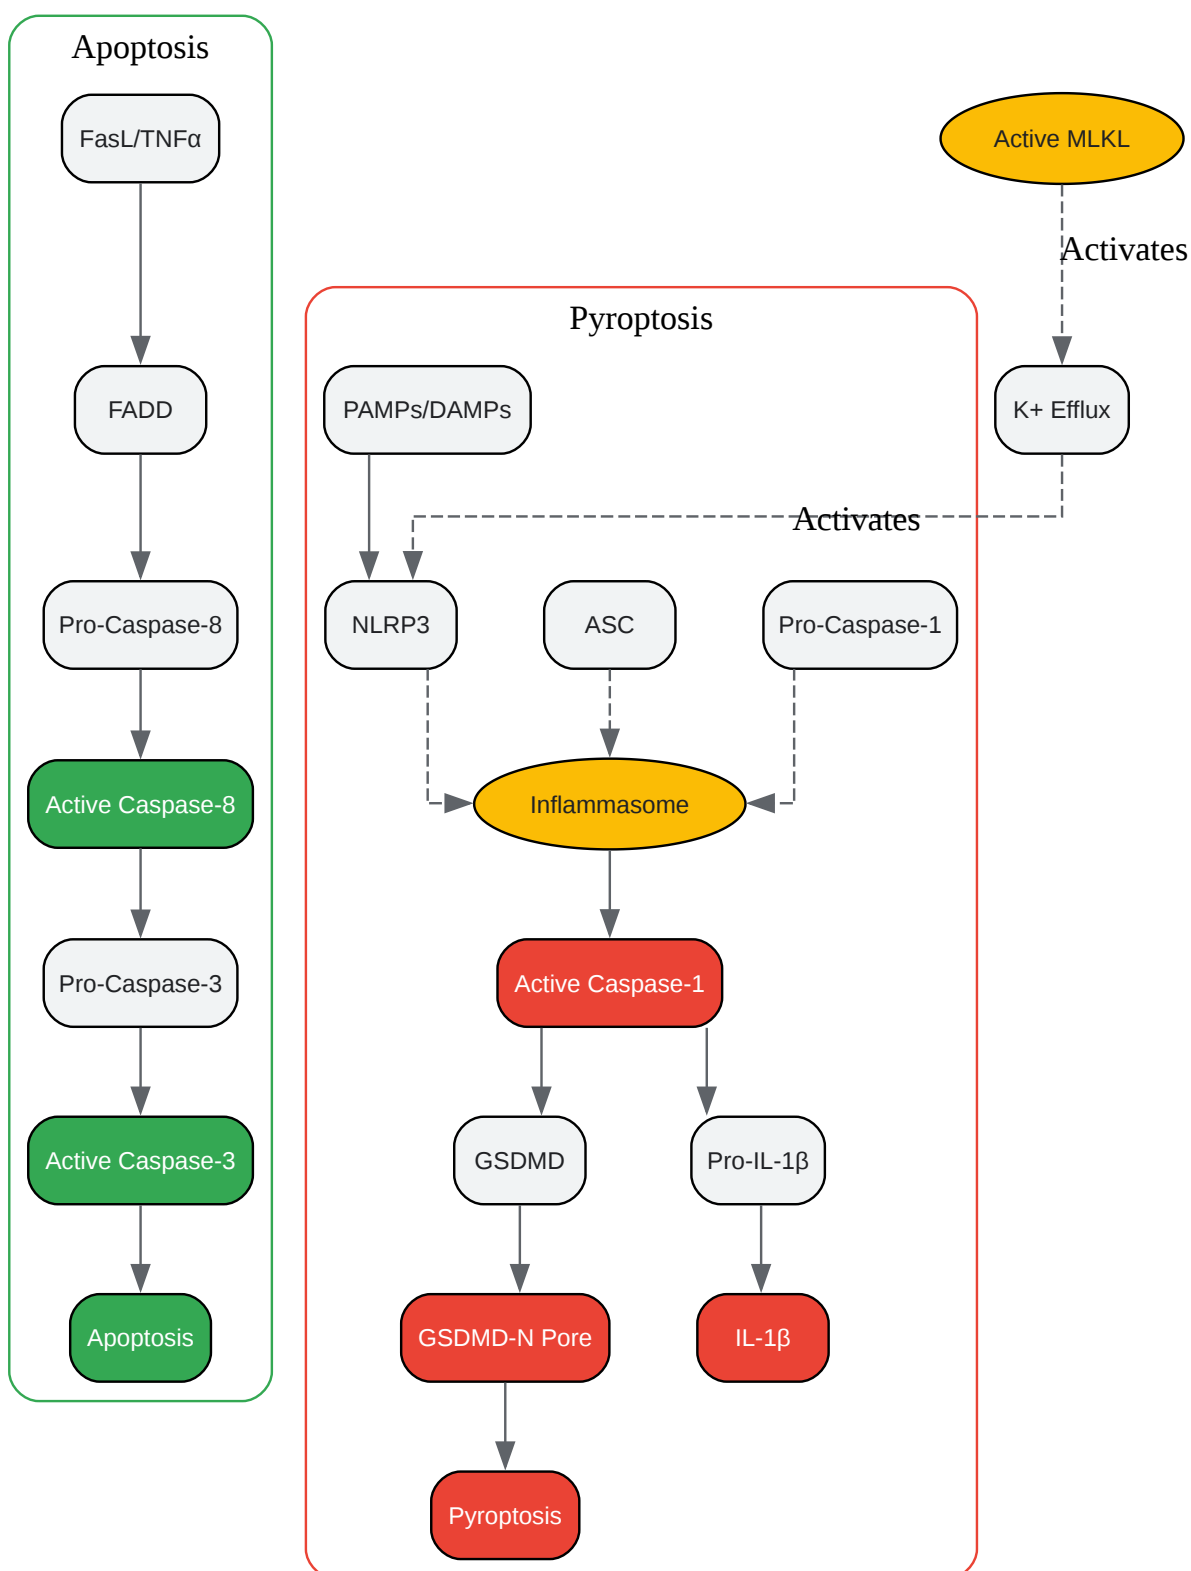 Apoptosis
FasL/TNFα
FADD
Pro-Caspase-8
Active Caspase-8
Pro-Caspase-3
Active Caspase-3
Apoptosis
Active MLKL
Activates
K+ Efflux
Activates
Pyroptosis
PAMPs/DAMPs
NLRP3
ASC
Pro-Caspase-1
Inflammasome
Active Caspase-1
GSDMD
Pro-IL-1β
GSDMD-N Pore
IL-1β
Pyroptosis